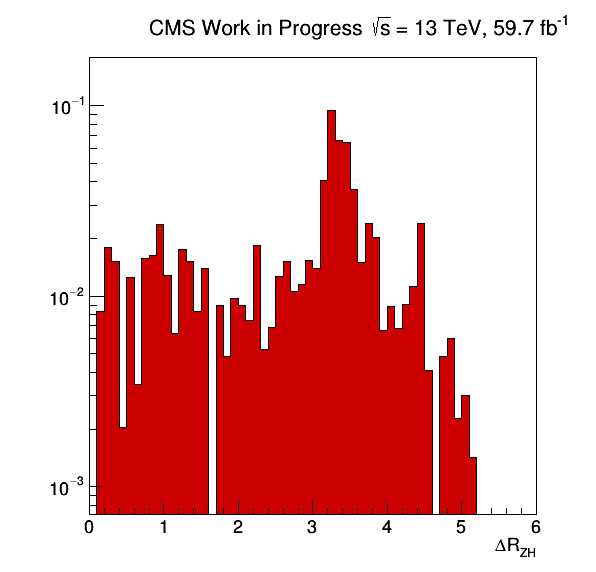 CMS Work in Progress √s = 13 TeV, 59.7 fb⁻¹
10⁻¹
10⁻²
10⁻³
0 1 2 3 4 5 6
ΔR_ZH